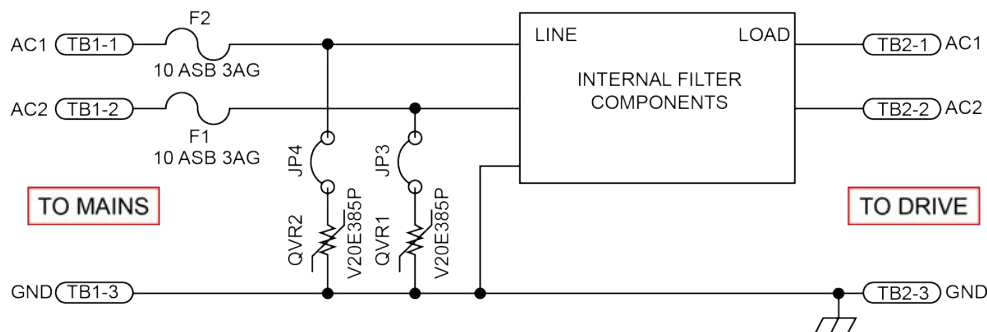 F2
AC1 TB1-1
10 ASB 3AG
AC2 TB1-2
F1
10 ASB 3AG
TO MAINS
JP4
JP3
QVR2
V20E385P
QVR1
V20E385P
LINE LOAD
INTERNAL FILTER
COMPONENTS
TB2-1 AC1
TB2-2 AC2
TO DRIVE
GND TB1-3
TB2-3 GND